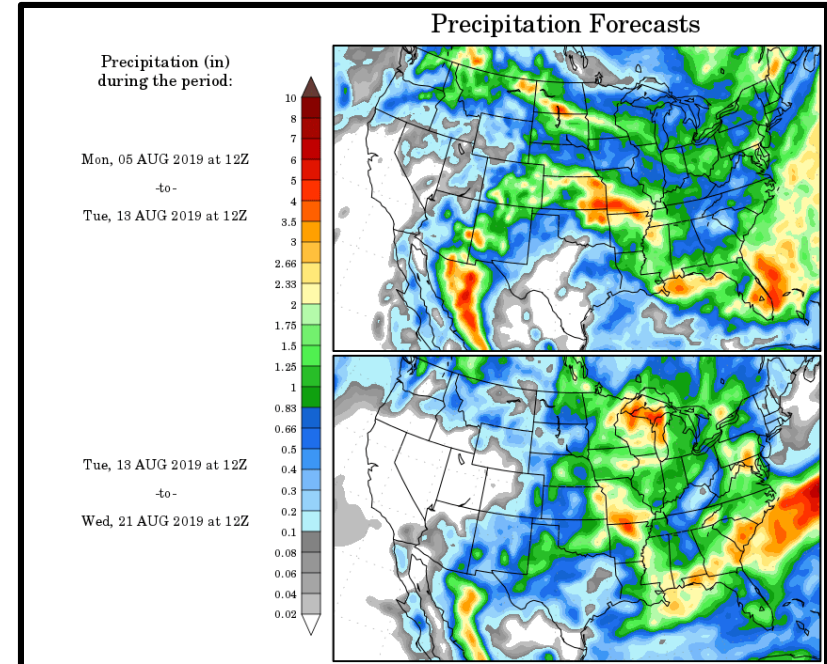 Precipitation Forecasts
Precipitation (in)
during the period:
Mon, 05 AUG 2019 at 12Z
-to-
Tue, 13 AUG 2019 at 12Z
Tue, 13 AUG 2019 at 12Z
-to-
Wed, 21 AUG 2019 at 12Z
10
8
7
6
5
4
3.5
3
2.66
2.33
2
1.75
1.5
1.25
1
0.83
0.66
0.5
0.4
0.3
0.2
0.1
0.08
0.06
0.04
0.02